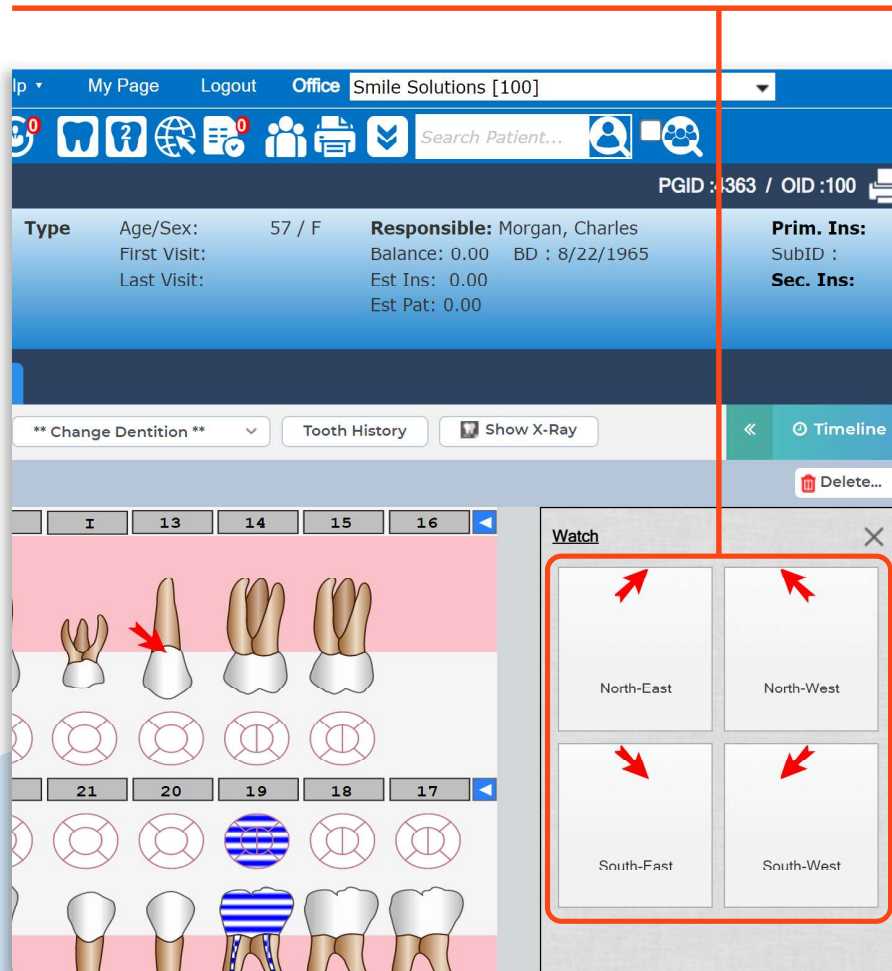 lp My Page Logout Office Smile Solutions [100]
0 2 0 Search Patient...
PGID :4363 / OID :100
Type Age/Sex: 57 / F Responsible: Morgan, Charles Prim. Ins:
First Visit: Balance: 0.00 BD : 8/22/1965 SubID :
Last Visit: Est Ins: 0.00 Sec. Ins:
Est Pat: 0.00
** Change Dentition ** Tooth History Show X-Ray « Timeline
Delete...
I 13 14 15 16
Watch
North-East North-West
21 20 19 18 17
South-East South-West